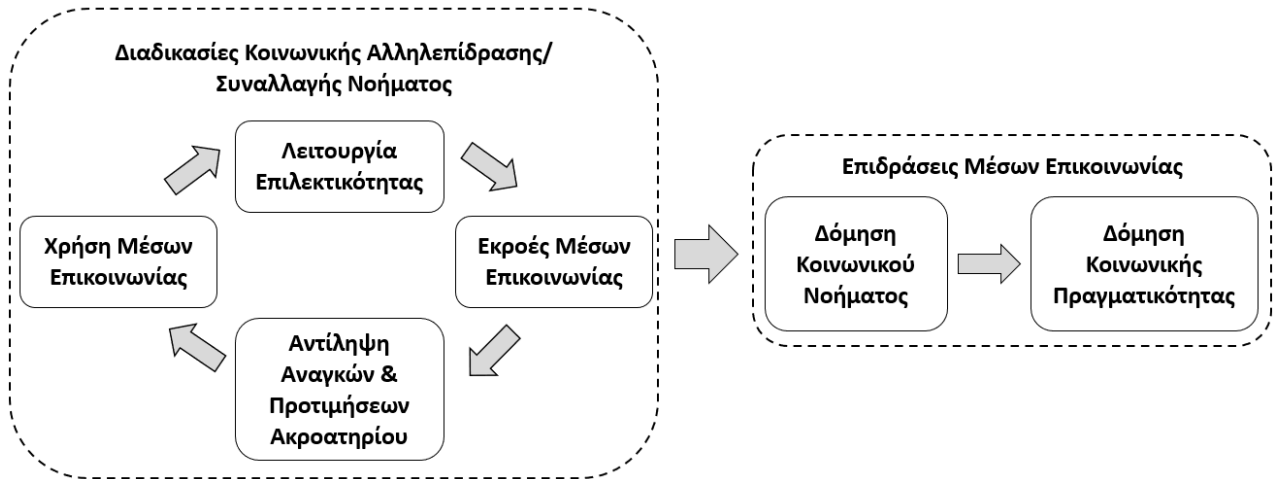 Διαδικασίες Κοινωνικής Αλληλεπίδρασης/
Συναλλαγής Νοήματος
Λειτουργία
Επιλεκτικότητας
Χρήση Μέσων
Επικοινωνίας
Εκροές Μέσων
Επικοινωνίας
Αντίληψη
Αναγκών &
Προτιμήσεων
Ακροατηρίου
Επιδράσεις Μέσων Επικοινωνίας
Δόμηση
Κοινωνικού
Νοήματος
Δόμηση
Κοινωνικής
Πραγματικότητας